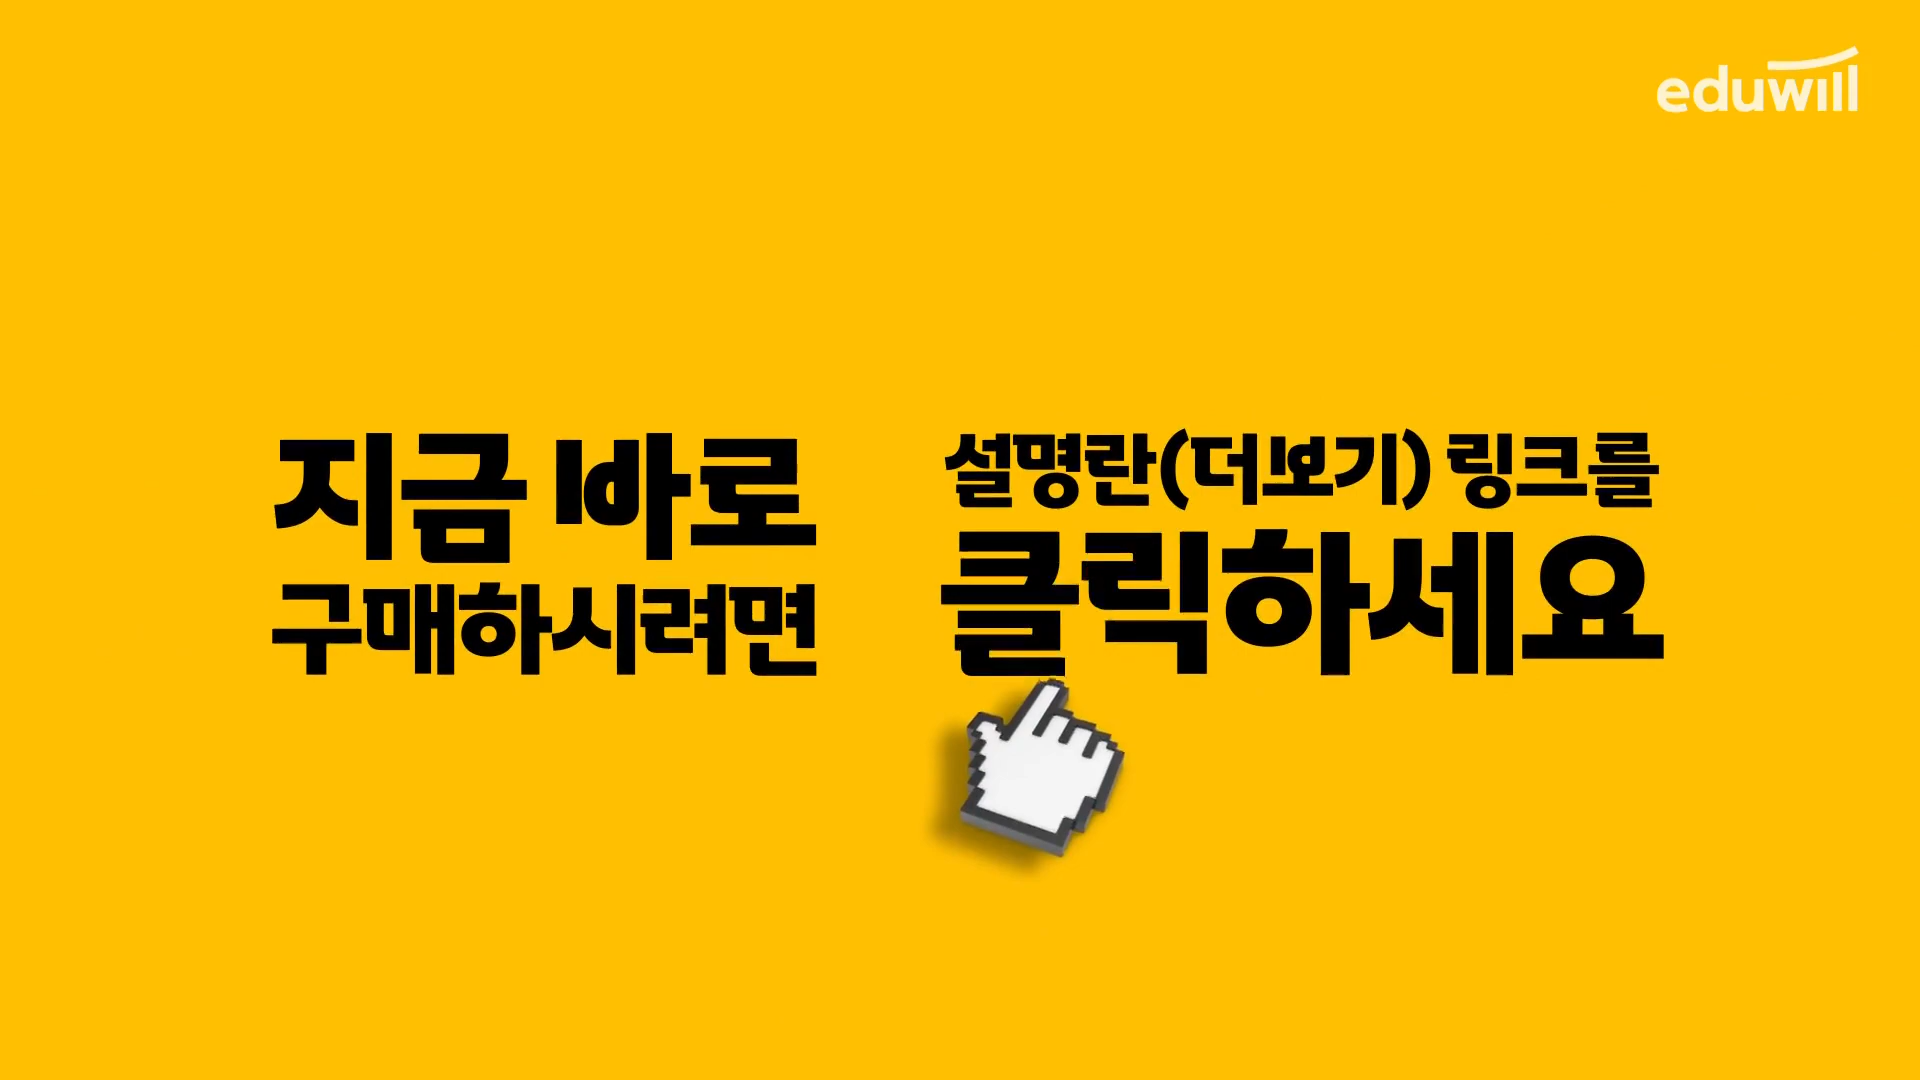 eduwill
지금 바로
구매하시려면
설명란(더보기) 링크를
클릭하세요